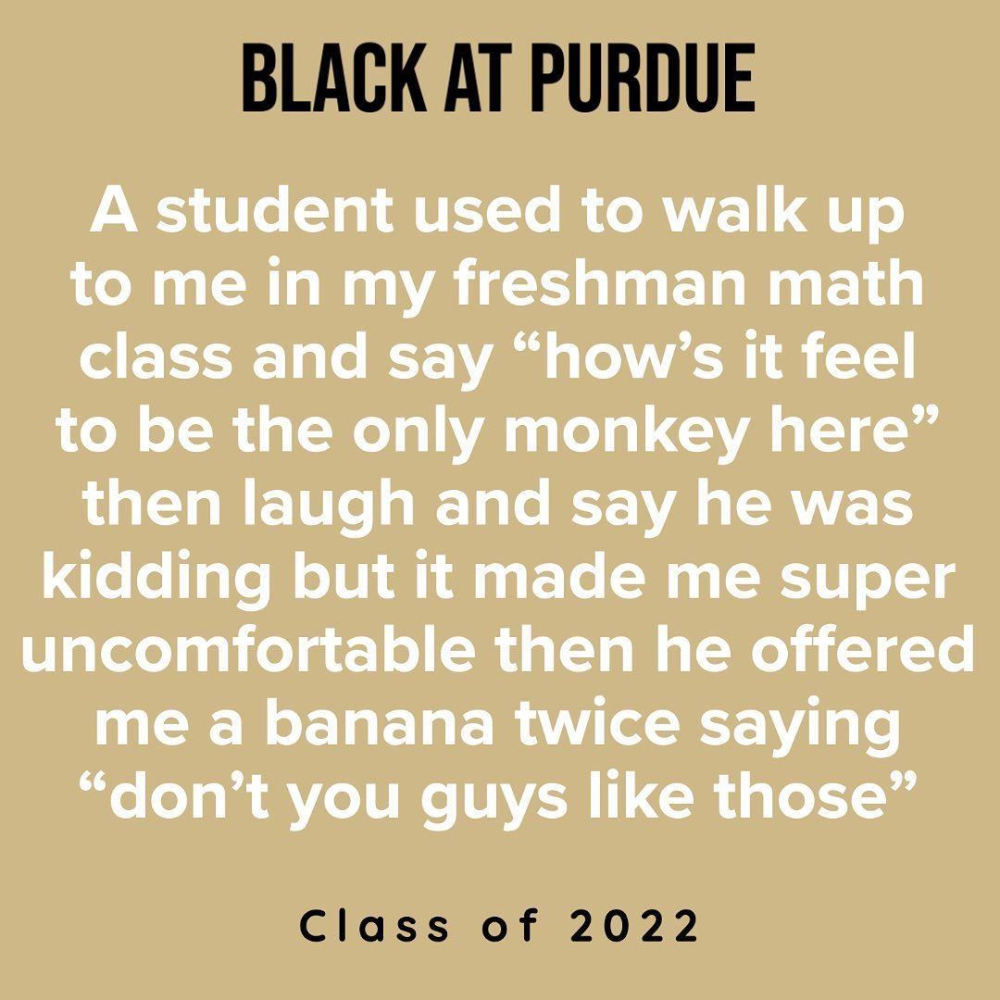 BLACK AT PURDUE
A student used to walk up
to me in my freshman math
class and say “how’s it feel
to be the only monkey here”
then laugh and say he was
kidding but it made me super
uncomfortable then he offered
me a banana twice saying
“don’t you guys like those”
Class of 2022